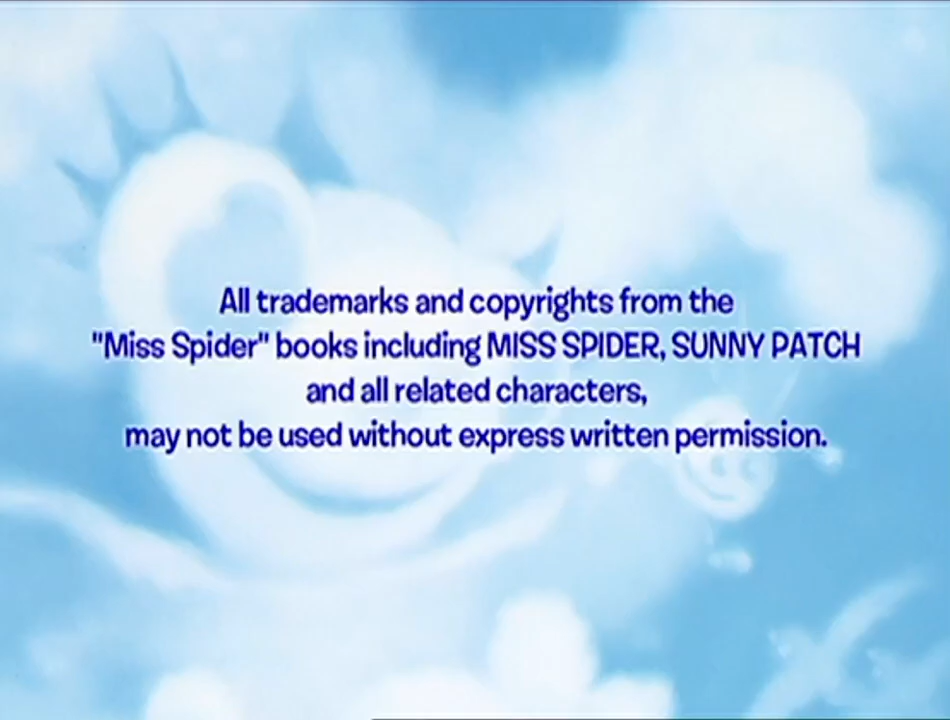 All trademarks and copyrights from the
"Miss Spider" books including MISS SPIDER, SUNNY PATCH
and all related characters,
may not be used without express written permission.